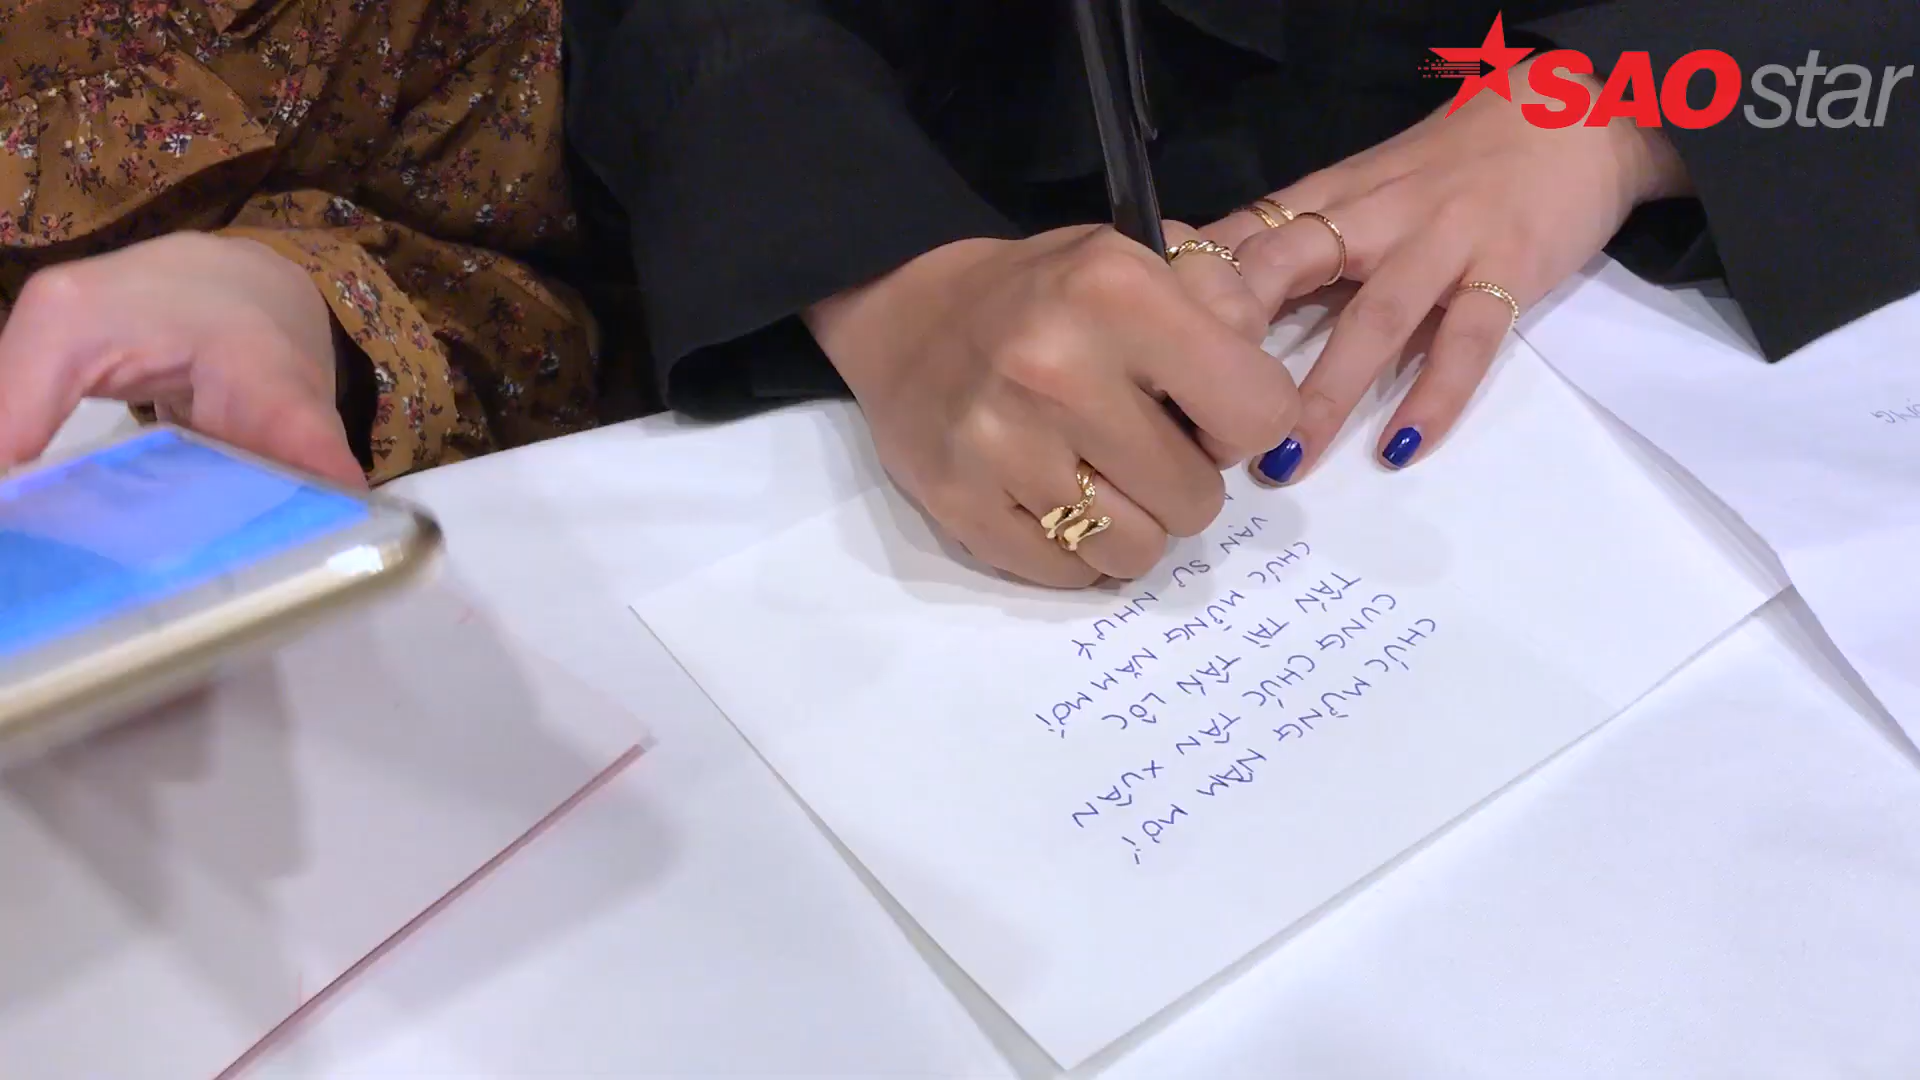 SAOstar
CHÚC MỪNG NĂM MỚI
CUNG CHÚC TÂN XUÂN
TẤN TÀI TẤN LỘC
CHÚC MỪNG NĂM MỚI
VẠN SỰ NHƯ Ý